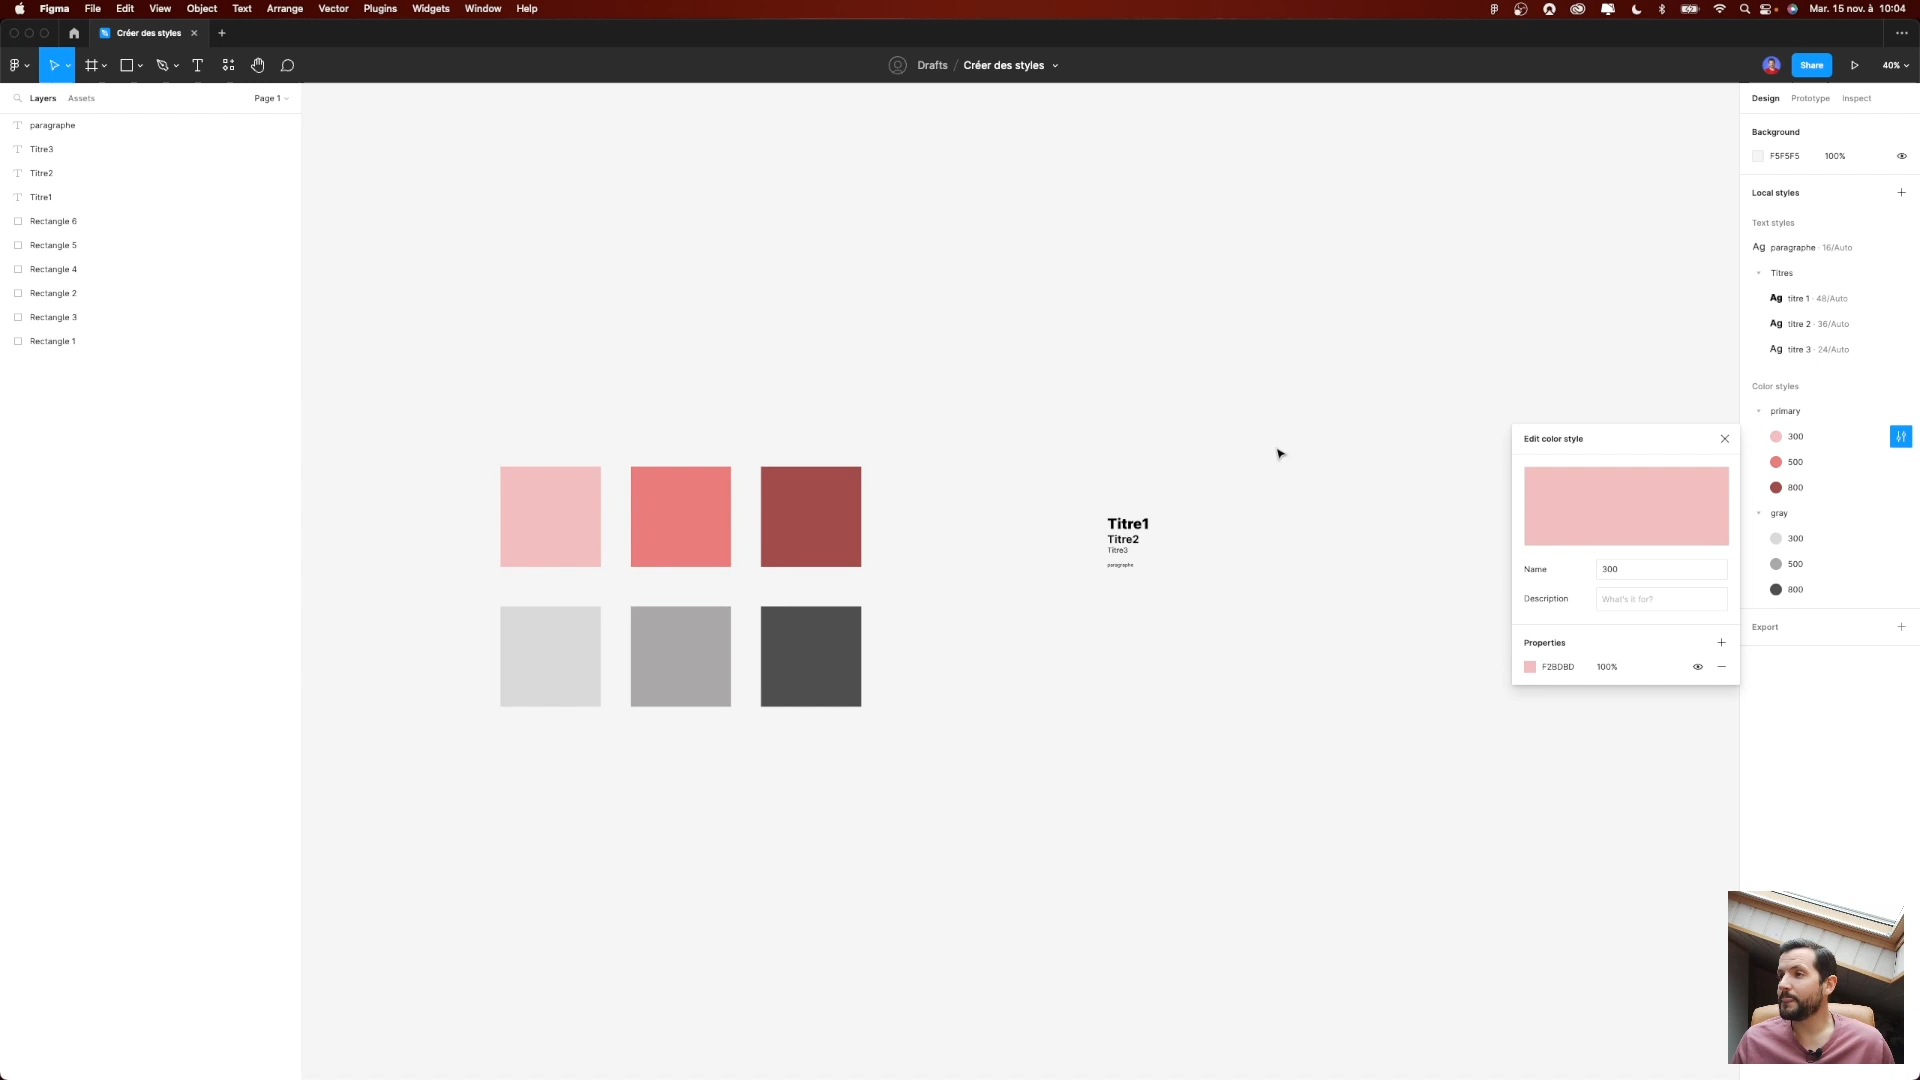 Figma File Edit View Object Text Arrange Vector Plugins Widgets Window Help Mar. 15 nov. à 10:04
Créer des styles
Drafts / Créer des styles
Share
40%
Layers Assets Page 1
paragraphe
Titre3
Titre2
Titre1
Rectangle 6
Rectangle 5
Rectangle 4
Rectangle 2
Rectangle 3
Rectangle 1
Titre1
Titre2
Titre3
paragraphe
Edit color style
Name 300
Description What's it for?
Properties
F2BDBD 100%
Design Prototype Inspect
Background
F5F5F5 100%
Local styles
Text styles
Ag paragraphe · 16/Auto
Titres
Ag titre 1 · 48/Auto
Ag titre 2 · 36/Auto
Ag titre 3 · 24/Auto
Color styles
primary
300
500
800
gray
300
500
800
Export